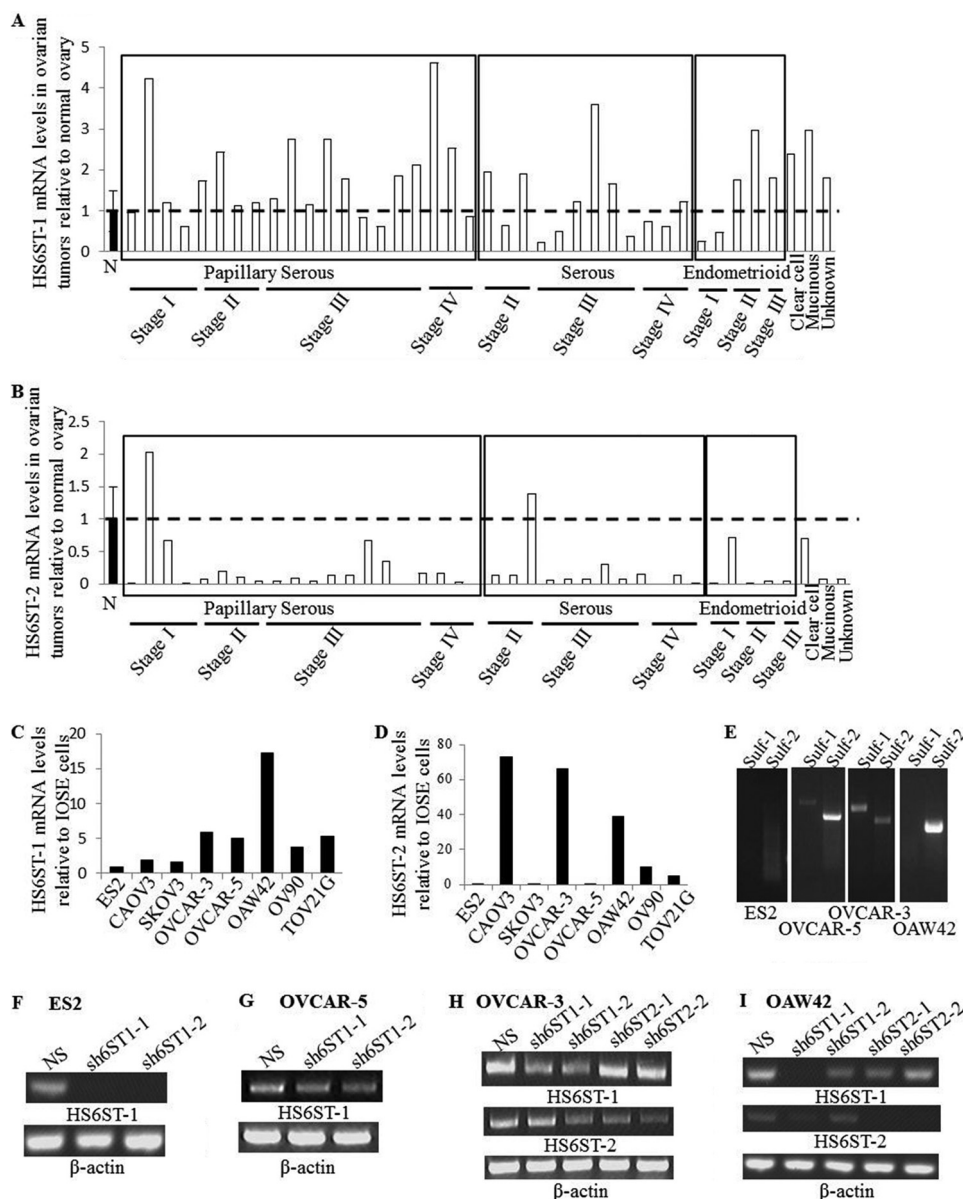 A
HS6ST-1 mRNA levels in ovarian
tumors relative to normal ovary
5
4
3
2
1
0
N
Papillary Serous
Serous
Endometrioid
Stage I
Stage II
Stage III
Stage IV
Stage II
Stage III
Stage IV
Stage I
Stage II
Stage III
Clear cell
Mucinous
Unknown
B
HS6ST-2 mRNA levels in ovarian
tumors relative to normal ovary
2.5
2
1.5
1
0.5
0
N
Papillary Serous
Serous
Endometrioid
Stage I
Stage II
Stage III
Stage IV
Stage II
Stage III
Stage IV
Stage I
Stage II
Stage III
Clear cell
Mucinous
Unknown
C
HS6ST-1 mRNA levels
relative to IOSE cells
20
15
10
5
0
ES2
CAOV3
SKOV3
OVCAR-3
OVCAR-5
OAW42
OV90
TOV21G
D
HS6ST-2 mRNA levels
relative to IOSE cells
80
60
40
20
0
ES2
CAOV3
SKOV3
OVCAR-3
OVCAR-5
OAW42
OV90
TOV21G
E
Sulf-1
Sulf-2
Sulf-1
Sulf-2
Sulf-1
Sulf-2
Sulf-1
Sulf-2
ES2
OVCAR-5
OVCAR-3
OAW42
F ES2
NS
sh6ST1-1
sh6ST1-2
HS6ST-1
β-actin
G OVCAR-5
NS
sh6ST1-1
sh6ST1-2
HS6ST-1
β-actin
H OVCAR-3
NS
sh6ST1-1
sh6ST1-2
sh6ST2-1
sh6ST2-2
HS6ST-1
HS6ST-2
β-actin
I OAW42
NS
sh6ST1-1
sh6ST1-2
sh6ST2-1
sh6ST2-2
HS6ST-1
HS6ST-2
β-actin